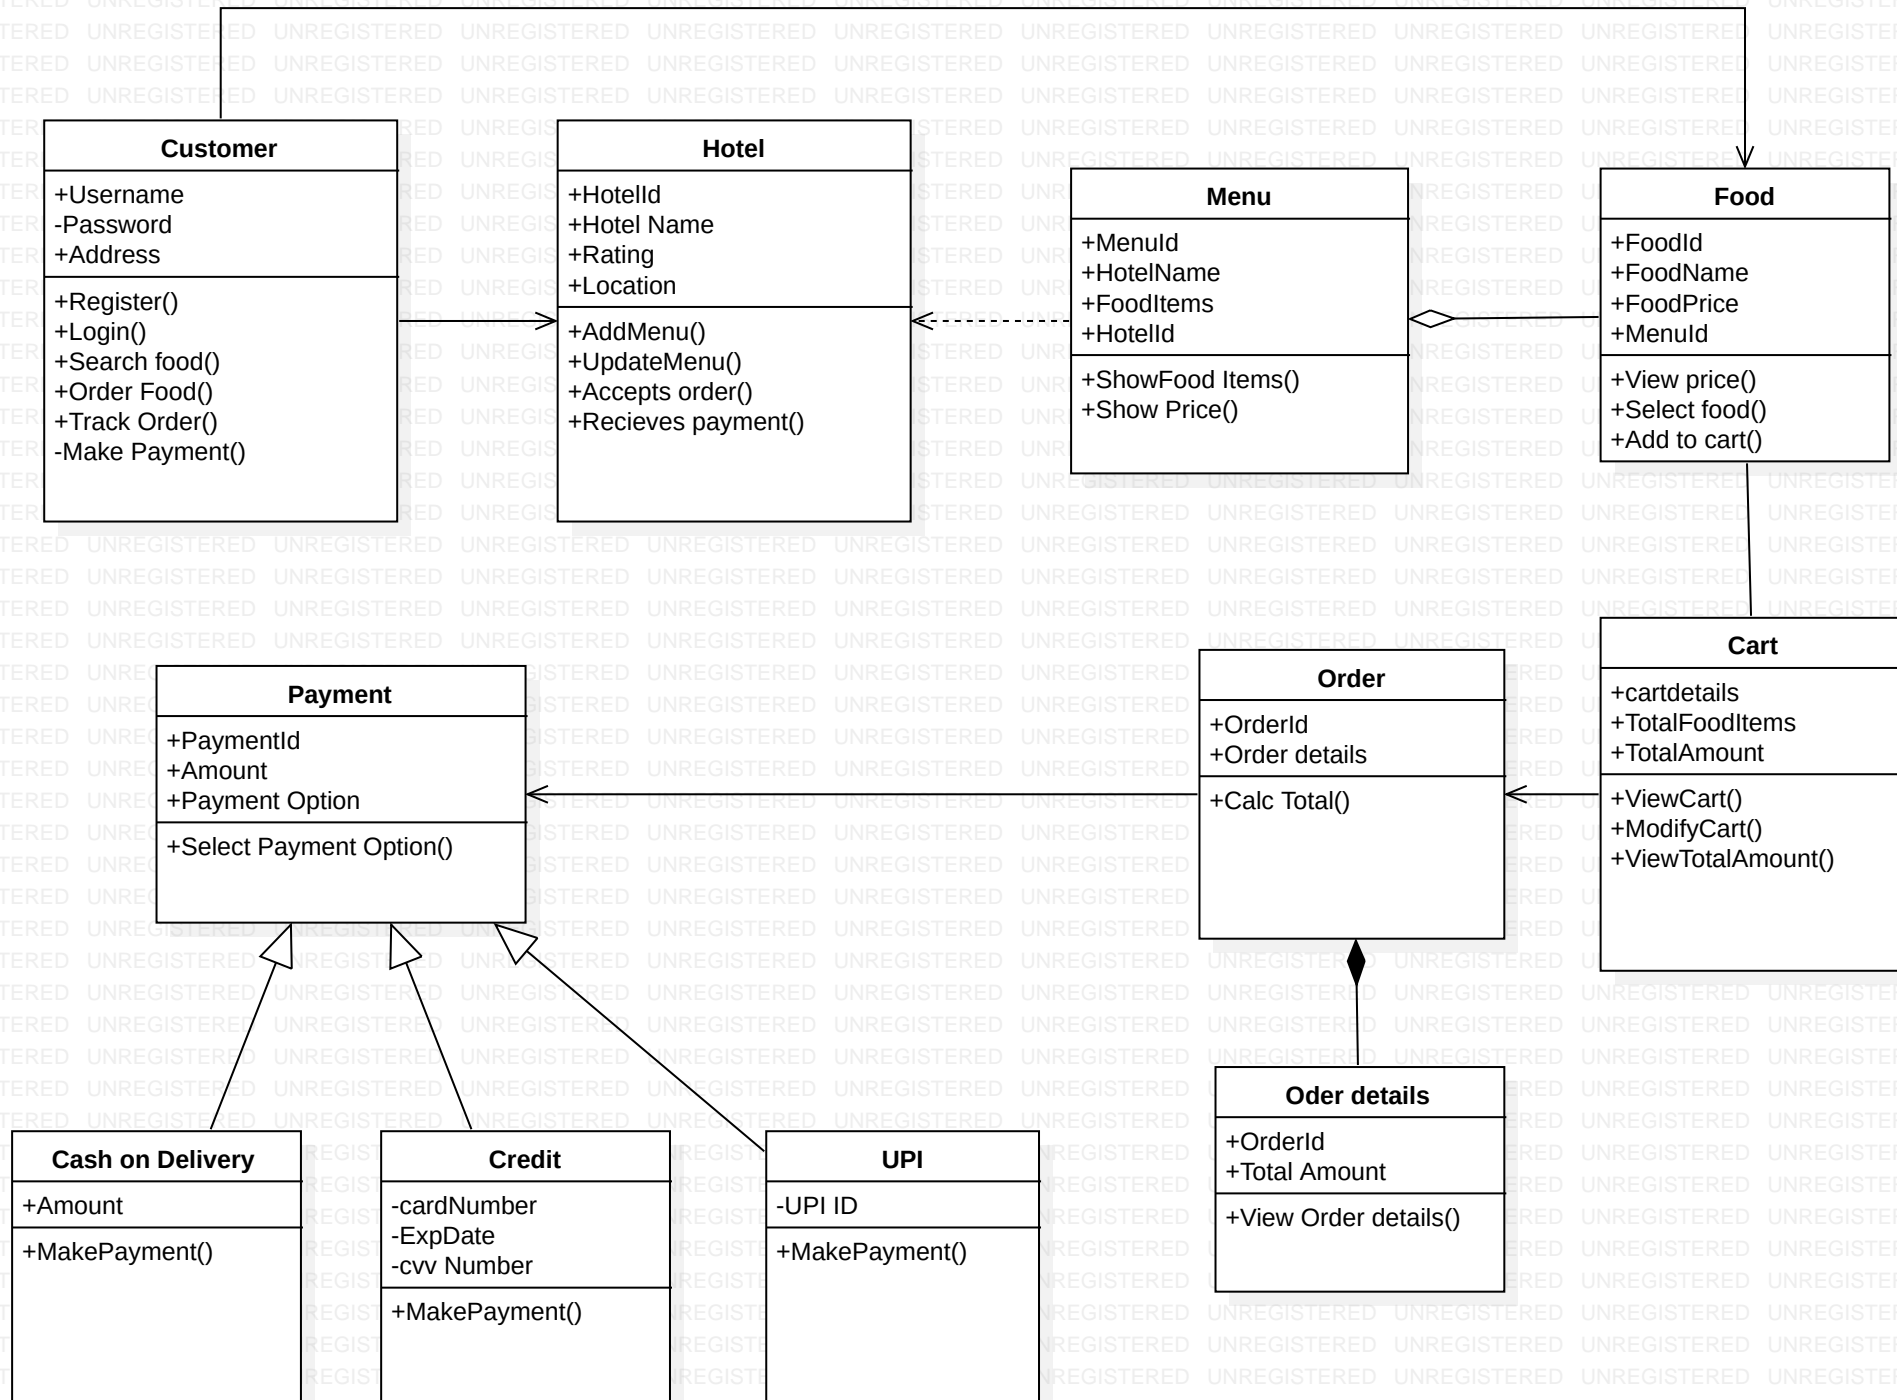 Customer
+Username
-Password
+Address
+Register()
+Login()
+Search food()
+Order Food()
+Track Order()
-Make Payment()
Hotel
+HotelId
+Hotel Name
+Rating
+Location
+AddMenu()
+UpdateMenu()
+Accepts order()
+Recieves payment()
Menu
+MenuId
+HotelName
+FoodItems
+HotelId
+ShowFood Items()
+Show Price()
Food
+FoodId
+FoodName
+FoodPrice
+MenuId
+View price()
+Select food()
+Add to cart()
Payment
+PaymentId
+Amount
+Payment Option
+Select Payment Option()
Order
+OrderId
+Order details
+Calc Total()
Cart
+cartdetails
+TotalFoodItems
+TotalAmount
+ViewCart()
+ModifyCart()
+ViewTotalAmount()
Cash on Delivery
+Amount
+MakePayment()
Credit
-cardNumber
-ExpDate
-cvv Number
+MakePayment()
UPI
-UPI ID
+MakePayment()
Oder details
+OrderId
+Total Amount
+View Order details()
UNREGISTERED